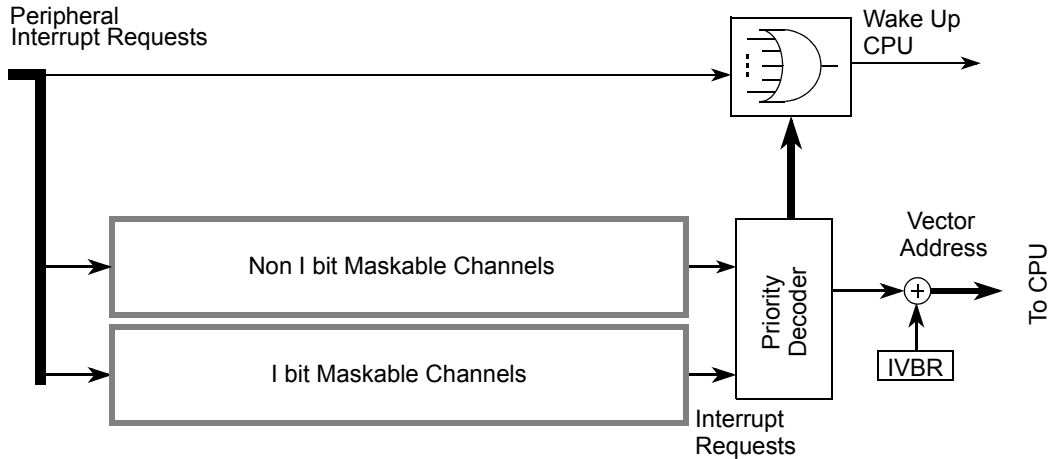 Peripheral
Interrupt Requests
Wake Up
CPU
Non I bit Maskable Channels
I bit Maskable Channels
Interrupt
Requests
Priority
Decoder
Vector
Address
IVBR
To CPU